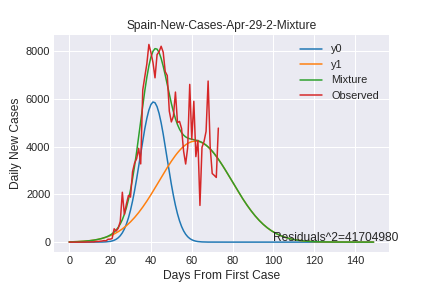 Spain-New-Cases-Apr-29-2-Mixture
Daily New Cases
8000
6000
4000
2000
0
y0
y1
Mixture
Observed
Residuals^2=41704980
0 20 40 60 80 100 120 140
Days From First Case